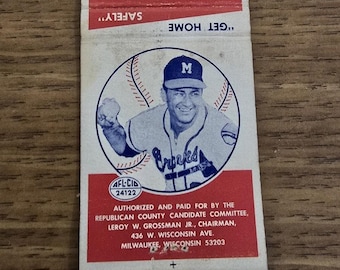 "GET HOME
SAFELY"
M
Braves
AFL-CIO
24122
AUTHORIZED AND PAID FOR BY THE
REPUBLICAN COUNTY CANDIDATE COMMITTEE,
LEROY W. GROSSMAN JR., CHAIRMAN,
436 W. WISCONSIN AVE.
MILWAUKEE, WISCONSIN 53203